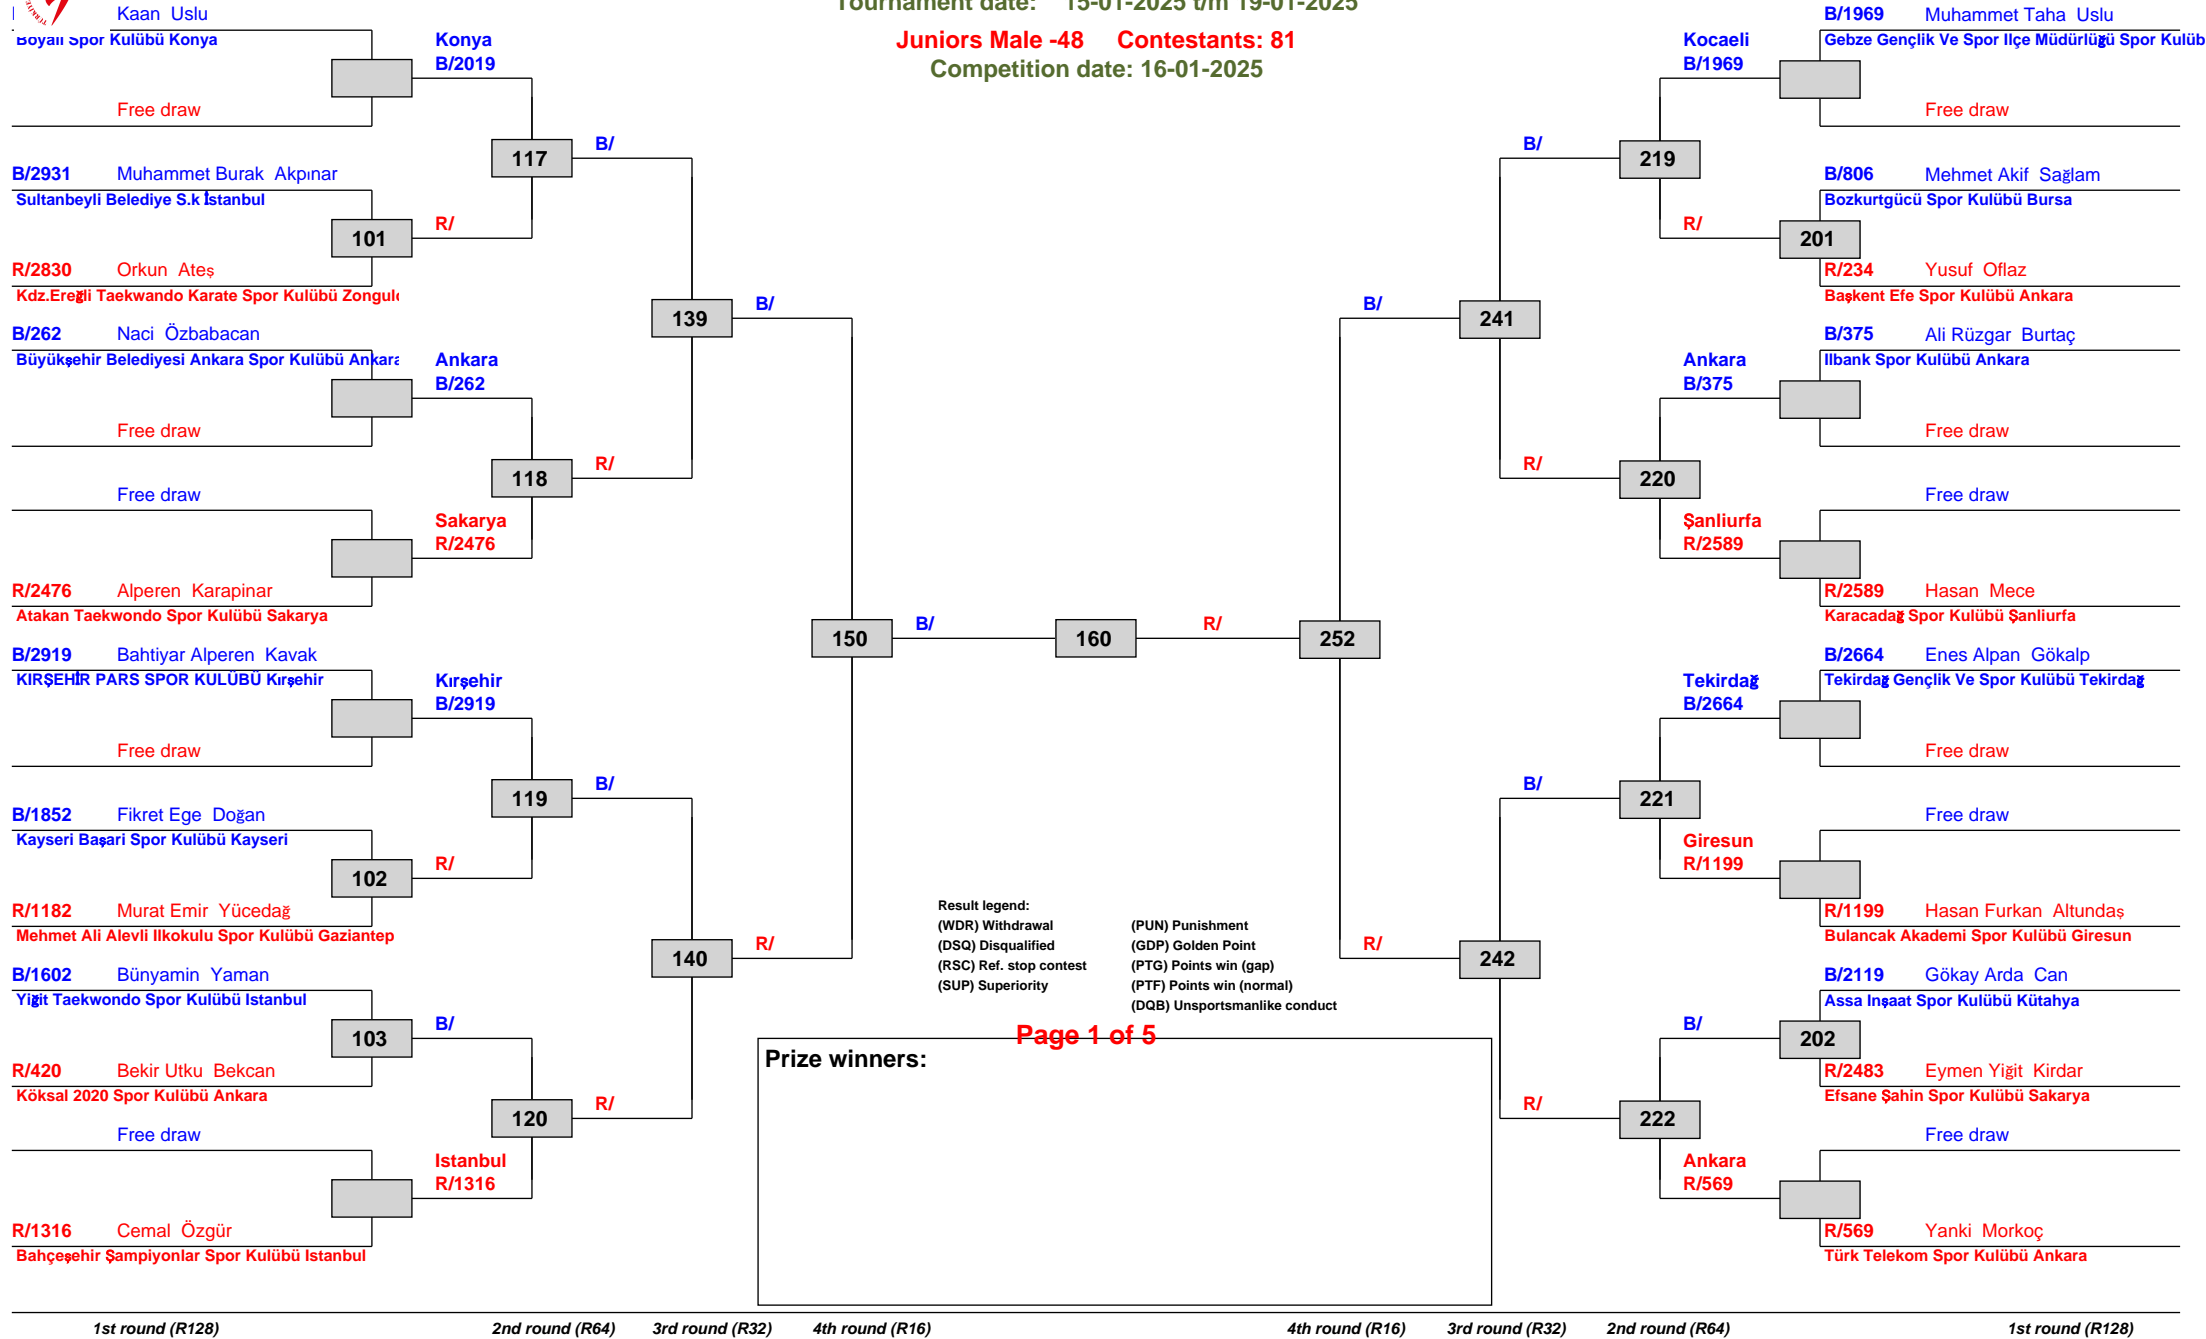 Tournament date: 15-01-2025 t/m 19-01-2025
Juniors Male -48 Contestants: 81
Competition date: 16-01-2025
Kaan Uslu
Boyali Spor Kulübü Konya
Free draw
Konya
B/2019
117
B/
B/2931 Muhammet Burak Akpınar
Sultanbeyli Belediye S.k İstanbul
101
R/
R/2830 Orkun Ateş
Kdz.Ereğli Taekwando Karate Spor Kulübü
139
B/
B/262 Naci Özbabacan
Büyükşehir Belediyesi Ankara Spor Kulübü Ankara
Ankara
B/262
Free draw
118
R/
Free draw
Sakarya
R/2476
R/2476 Alperen Karapinar
Atakan Taekwondo Spor Kulübü Sakarya
150
B/
160
R/
252
B/2919 Bahtiyar Alperen Kavak
KIRŞEHİR PARS SPOR KULÜBÜ Kırşehir
Kırşehir
B/2919
Free draw
119
B/
B/1852 Fikret Ege Doğan
Kayseri Başari Spor Kulübü Kayseri
102
R/
R/1182 Murat Emir Yücedağ
Mehmet Ali Alevli Ilkokulu Spor Kulübü Gaziantep
140
R/
B/1602 Bünyamin Yaman
Yiğit Taekwondo Spor Kulübü Istanbul
103
B/
R/420 Bekir Utku Bekcan
Köksal 2020 Spor Kulübü Ankara
120
R/
Free draw
Istanbul
R/1316
R/1316 Cemal Özgür
Bahçeşehir Şampiyonlar Spor Kulübü Istanbul
B/1969 Muhammet Taha Uslu
Gebze Gençlik Ve Spor Ilçe Müdürlüğü Spor Kulüb
Kocaeli
B/1969
Free draw
B/
219
B/806 Mehmet Akif Sağlam
Bozkurtgücü Spor Kulübü Bursa
R/
201
R/234 Yusuf Oflaz
Başkent Efe Spor Kulübü Ankara
B/
241
B/375 Ali Rüzgar Burtaç
Ilbank Spor Kulübü Ankara
Ankara
B/375
Free draw
R/
220
Free draw
Şanliurfa
R/2589
R/2589 Hasan Mece
Karacadağ Spor Kulübü Şanliurfa
B/2664 Enes Alpan Gökalp
Tekirdağ Gençlik Ve Spor Kulübü Tekirdağ
Tekirdağ
B/2664
Free draw
B/
221
Free draw
Giresun
R/1199
R/1199 Hasan Furkan Altundaş
Bulancak Akademi Spor Kulübü Giresun
R/
242
B/2119 Gökay Arda Can
Assa Inşaat Spor Kulübü Kütahya
B/
202
R/2483 Eymen Yiğit Kirdar
Efsane Şahin Spor Kulübü Sakarya
R/
222
Free draw
Ankara
R/569
R/569 Yanki Morkoç
Türk Telekom Spor Kulübü Ankara
Result legend:
(WDR) Withdrawal (PUN) Punishment
(DSQ) Disqualified (GDP) Golden Point
(RSC) Ref. stop contest (PTG) Points win (gap)
(SUP) Superiority (PTF) Points win (normal)
(DQB) Unsportsmanlike conduct
Page 1 of 5
Prize winners:
1st round (R128) 2nd round (R64) 3rd round (R32) 4th round (R16) 4th round (R16) 3rd round (R32) 2nd round (R64) 1st round (R128)